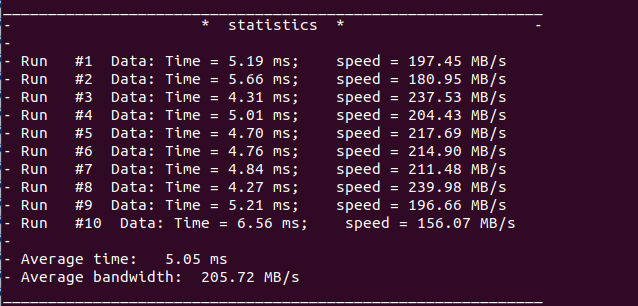 * statistics * -
-
- Run #1 Data: Time = 5.19 ms; speed = 197.45 MB/s
- Run #2 Data: Time = 5.66 ms; speed = 180.95 MB/s
- Run #3 Data: Time = 4.31 ms; speed = 237.53 MB/s
- Run #4 Data: Time = 5.01 ms; speed = 204.43 MB/s
- Run #5 Data: Time = 4.70 ms; speed = 217.69 MB/s
- Run #6 Data: Time = 4.76 ms; speed = 214.90 MB/s
- Run #7 Data: Time = 4.84 ms; speed = 211.48 MB/s
- Run #8 Data: Time = 4.27 ms; speed = 239.98 MB/s
- Run #9 Data: Time = 5.21 ms; speed = 196.66 MB/s
- Run #10 Data: Time = 6.56 ms; speed = 156.07 MB/s
-
- Average time: 5.05 ms
- Average bandwidth: 205.72 MB/s